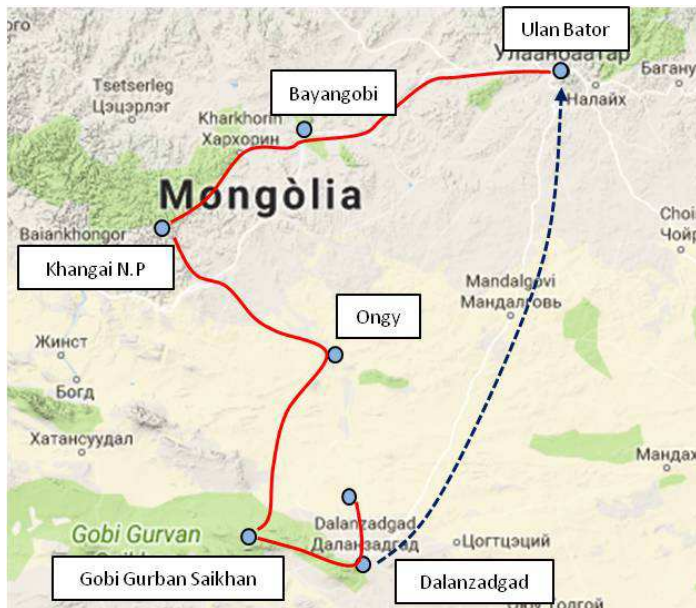 Ulan Bator
Улаанбаатар
Багану
Налайх
Tsetserleg
Цэцэрлэг
Bayangobi
Kharkhorin
Хархорин
Mongòlia
Choi
Чойр
Baiankhongor
Khangai N.P
Mandalgovi
Мандалговь
Ongy
Жинст
Богд
Хатансуудал
Мандах
Dalanzadgad
Даланзадгад
Gobi Gurvan
Цогтцэций
Gobi Gurban Saikhan
Dalanzadgad